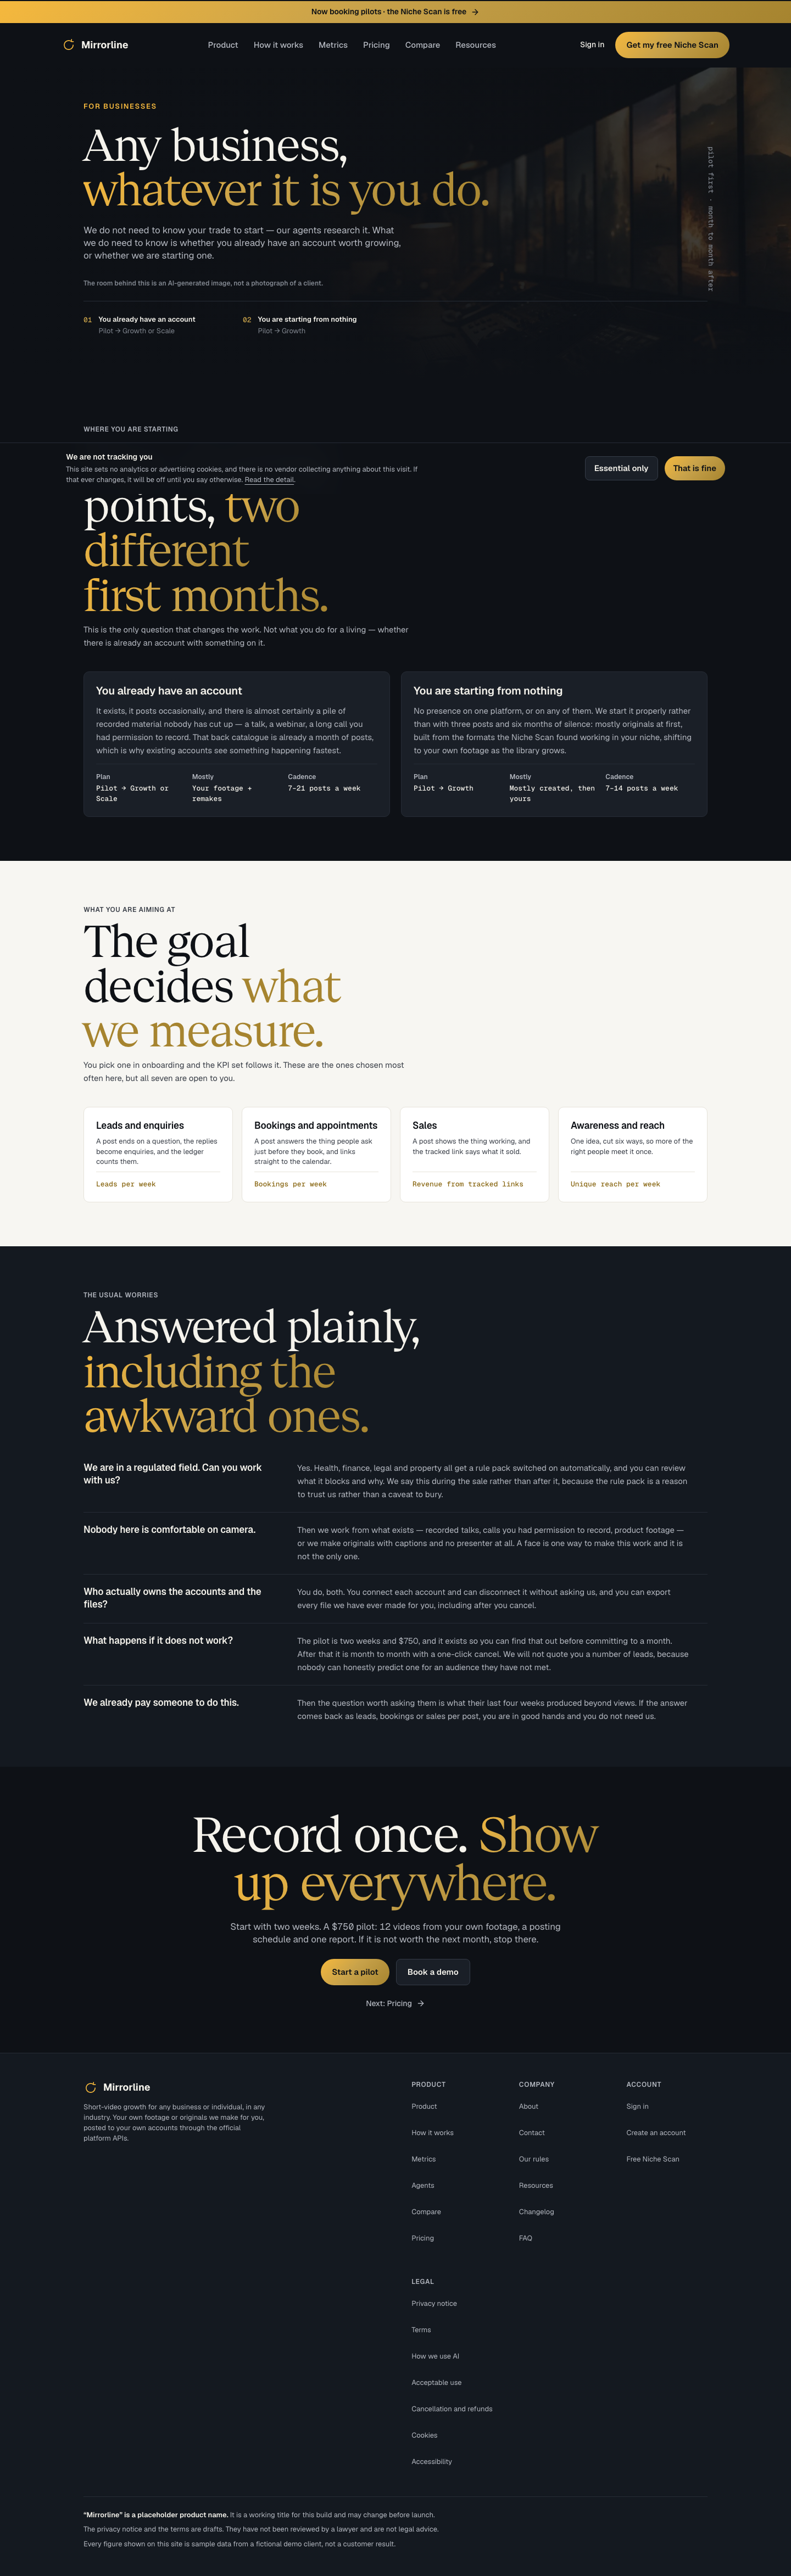 Now booking pilots · the Niche Scan is free →
Mirrorline
Product
How it works
Metrics
Pricing
Compare
Resources
Sign in
Get my free Niche Scan
FOR BUSINESSES
Any business,
whatever it is you do.
We do not need to know your trade to start — our agents research it. What
we do need to know is whether you already have an account worth growing,
or whether we are starting one.
The room behind this is an AI-generated image, not a photograph of a client.
pilot first · month to month after
01 You already have an account
Pilot → Growth or Scale
02 You are starting from nothing
Pilot → Growth
WHERE YOU ARE STARTING
We are not tracking you
This site sets no analytics or advertising cookies, and there is no vendor collecting anything about this visit. If
that ever changes, it will be off until you say otherwise. Read the detail.
Essential only
That is fine
points, two
different
first months.
This is the only question that changes the work. Not what you do for a living — whether
there is already an account with something on it.
You already have an account
It exists, it posts occasionally, and there is almost certainly a pile of
recorded material nobody has cut up — a talk, a webinar, a long call you
had permission to record. That back catalogue is already a month of posts,
which is why existing accounts see something happening fastest.
Plan
Pilot → Growth or
Scale
Mostly
Your footage +
remakes
Cadence
7–21 posts a week
You are starting from nothing
No presence on one platform, or on any of them. We start it properly rather
than with three posts and six months of silence: mostly originals at first,
built from the formats the Niche Scan found working in your niche, shifting
to your own footage as the library grows.
Plan
Pilot → Growth
Mostly
Mostly created, then
yours
Cadence
7–14 posts a week
WHAT YOU ARE AIMING AT
The goal
decides what
we measure.
You pick one in onboarding and the KPI set follows it. These are the ones chosen most
often here, but all seven are open to you.
Leads and enquiries
A post ends on a question, the replies
become enquiries, and the ledger
counts them.
Leads per week
Bookings and appointments
A post answers the thing people ask
just before they book, and links
straight to the calendar.
Bookings per week
Sales
A post shows the thing working, and
the tracked link says what it sold.
Revenue from tracked links
Awareness and reach
One idea, cut six ways, so more of the
right people meet it once.
Unique reach per week
THE USUAL WORRIES
Answered plainly,
including the
awkward ones.
We are in a regulated field. Can you work
with us?
Yes. Health, finance, legal and property all get a rule pack switched on automatically, and you can review
what it blocks and why. We say this during the sale rather than after it, because the rule pack is a reason
to trust us rather than a caveat to bury.
Nobody here is comfortable on camera.
Then we work from what exists — recorded talks, calls you had permission to record, product footage —
or we make originals with captions and no presenter at all. A face is one way to make this work and it is
not the only one.
Who actually owns the accounts and the
files?
You do, both. You connect each account and can disconnect it without asking us, and you can export
every file we have ever made for you, including after you cancel.
What happens if it does not work?
The pilot is two weeks and $750, and it exists so you can find that out before committing to a month.
After that it is month to month with a one-click cancel. We will not quote you a number of leads, because
nobody can honestly predict one for an audience they have not met.
We already pay someone to do this.
Then the question worth asking them is what their last four weeks produced beyond views. If the answer
comes back as leads, bookings or sales per post, you are in good hands and you do not need us.
Record once. Show
up everywhere.
Start with two weeks. A $750 pilot: 12 videos from your own footage, a posting
schedule and one report. If it is not worth the next month, stop there.
Start a pilot
Book a demo
Next: Pricing →
Mirrorline
Short-video growth for any business or individual, in any
industry. Your own footage or originals we make for you,
posted to your own accounts through the official
platform APIs.
PRODUCT
Product
How it works
Metrics
Agents
Compare
Pricing
COMPANY
About
Contact
Our rules
Resources
Changelog
FAQ
ACCOUNT
Sign in
Create an account
Free Niche Scan
LEGAL
Privacy notice
Terms
How we use AI
Acceptable use
Cancellation and refunds
Cookies
Accessibility
“Mirrorline” is a placeholder product name. It is a working title for this build and may change before launch.
The privacy notice and the terms are drafts. They have not been reviewed by a lawyer and are not legal advice.
Every figure shown on this site is sample data from a fictional demo client, not a customer result.